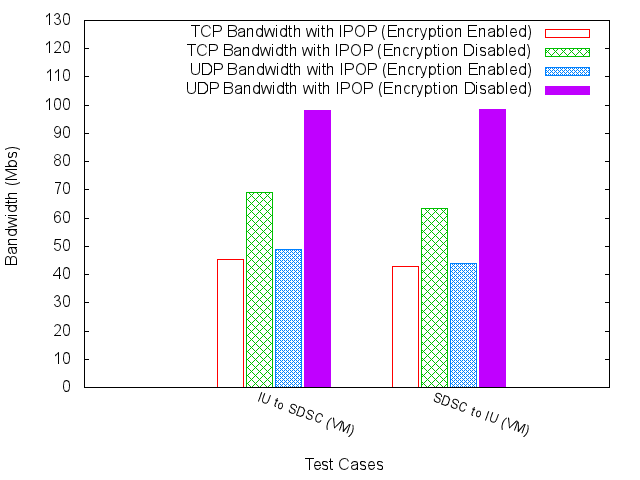 130
120
110
100
90
80
70
60
50
40
30
20
10
0
Bandwidth (Mbs)
TCP Bandwidth with IPOP (Encryption Enabled)
TCP Bandwidth with IPOP (Encryption Disabled)
UDP Bandwidth with IPOP (Encryption Enabled)
UDP Bandwidth with IPOP (Encryption Disabled)
IU to SDSC (VM)
SDSC to IU (VM)
Test Cases